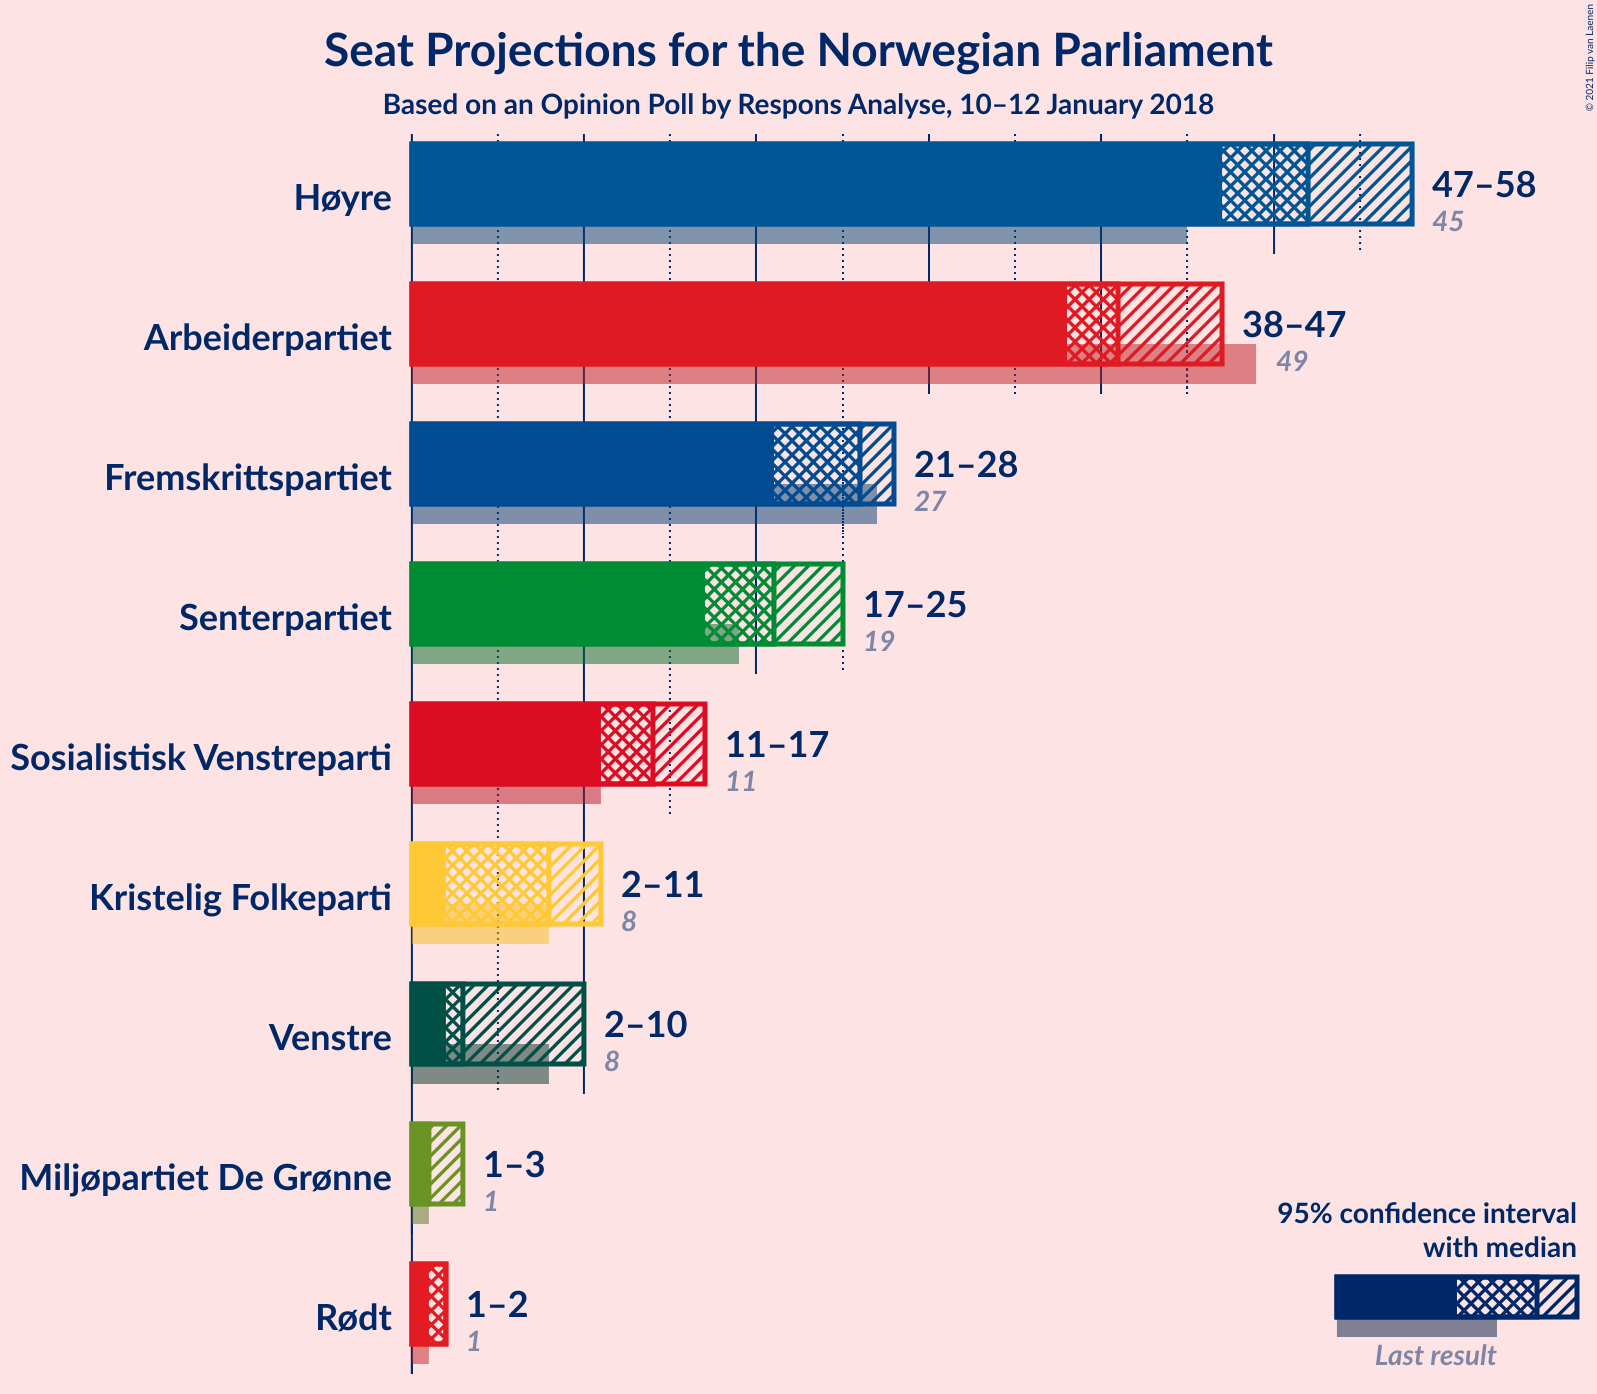 Seat Projections for the Norwegian Parliament
Based on an Opinion Poll by Respons Analyse, 10–12 January 2018
© 2021 Filip van Laenen
Høyre
47–58
45
Arbeiderpartiet
38–47
49
Fremskrittspartiet
21–28
27
Senterpartiet
17–25
19
Sosialistisk Venstreparti
11–17
11
Kristelig Folkeparti
2–11
8
Venstre
2–10
8
Miljøpartiet De Grønne
1–3
1
Rødt
1–2
1
95% confidence interval
with median
Last result